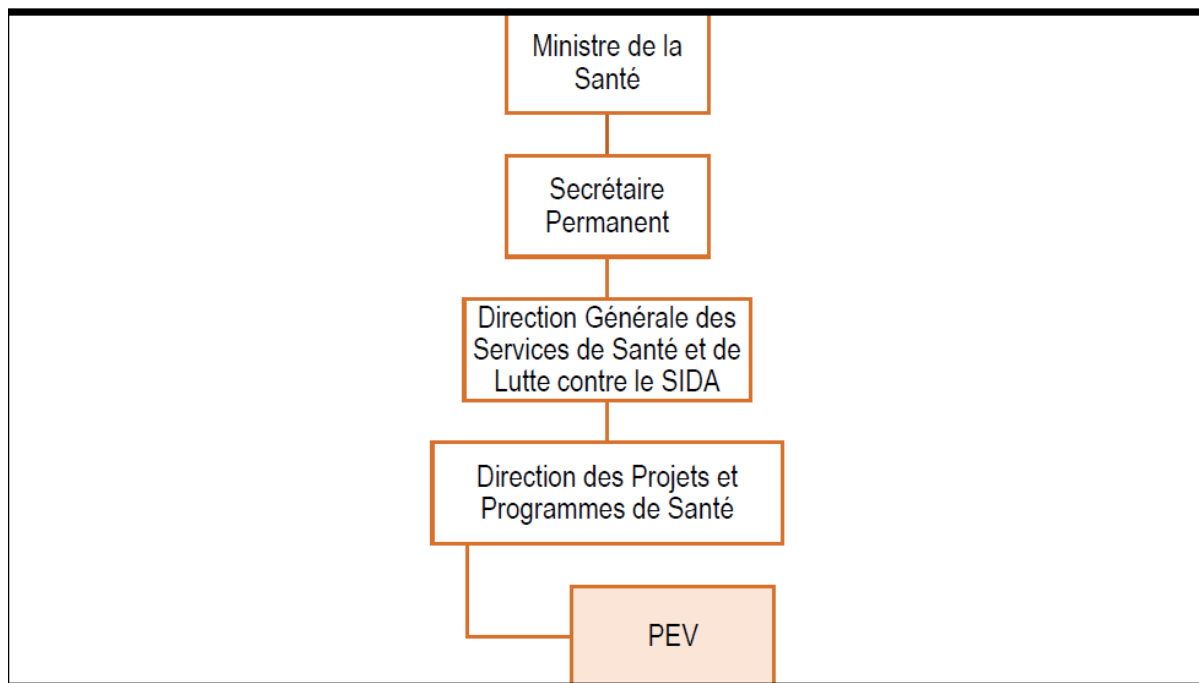 Ministre de la
Santé
Secrétaire
Permanent
Direction Générale des
Services de Santé et de
Lutte contre le SIDA
Direction des Projets et
Programmes de Santé
PEV